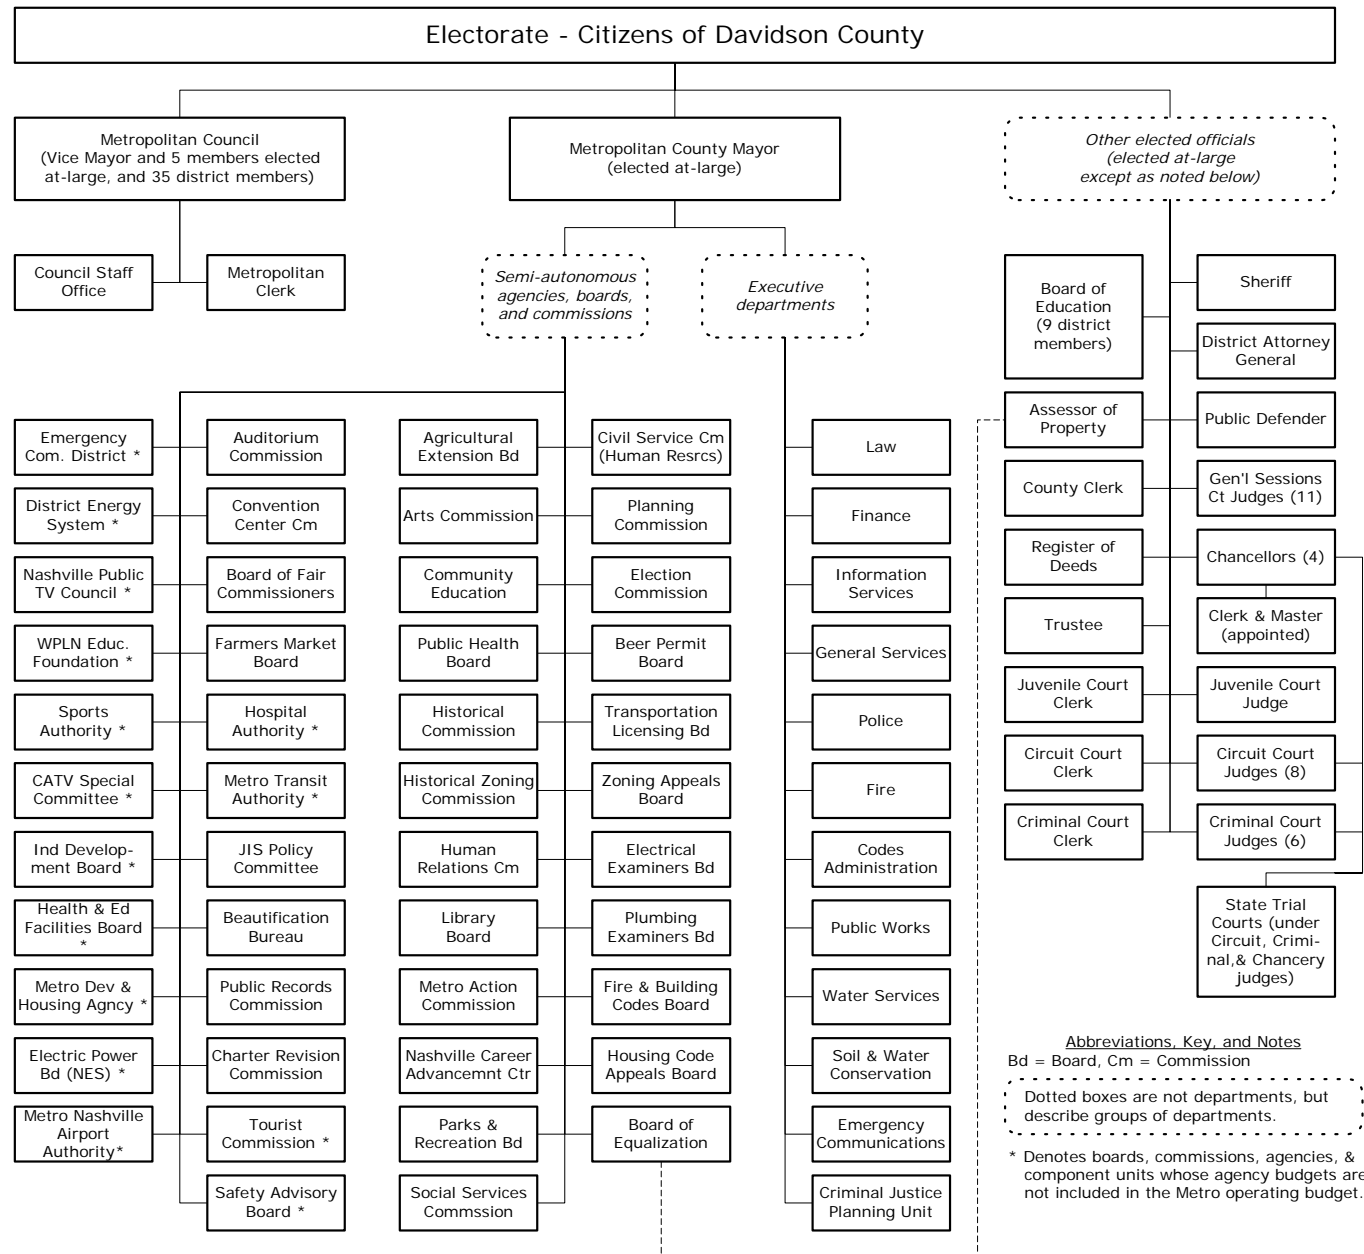 Electorate - Citizens of Davidson County
Metropolitan Council
(Vice Mayor and 5 members elected
at-large, and 35 district members)
Metropolitan County Mayor
(elected at-large)
Other elected officials
(elected at-large
except as noted below)
Council Staff
Office
Metropolitan
Clerk
Semi-autonomous
agencies, boards,
and commissions
Executive
departments
Emergency
Com. District *
District Energy
System *
Nashville Public
TV Council *
WPLN Educ.
Foundation *
Sports
Authority *
CATV Special
Committee *
Ind Develop-
ment Board *
Health & Ed
Facilities Board
*
Metro Dev &
Housing Agncy *
Electric Power
Bd (NES) *
Metro Nashville
Airport
Authority*
Auditorium
Commission
Convention
Center Cm
Board of Fair
Commissioners
Farmers Market
Board
Hospital
Authority *
Metro Transit
Authority *
JIS Policy
Committee
Beautification
Bureau
Public Records
Commission
Charter Revision
Commission
Tourist
Commission *
Safety Advisory
Board *
Agricultural
Extension Bd
Arts Commission
Community
Education
Public Health
Board
Historical
Commission
Historical Zoning
Commission
Human
Relations Cm
Library
Board
Metro Action
Commission
Nashville Career
Advancemnt Ctr
Parks &
Recreation Bd
Social Services
Commssion
Civil Service Cm
(Human Resrcs)
Planning
Commission
Election
Commission
Beer Permit
Board
Transportation
Licensing Bd
Zoning Appeals
Board
Electrical
Examiners Bd
Plumbing
Examiners Bd
Fire & Building
Codes Board
Housing Code
Appeals Board
Board of
Equalization
Law
Finance
Information
Services
General Services
Police
Fire
Codes
Administration
Public Works
Water Services
Soil & Water
Conservation
Emergency
Communications
Criminal Justice
Planning Unit
Board of
Education
(9 district
members)
Assessor of
Property
County Clerk
Register of
Deeds
Trustee
Juvenile Court
Clerk
Circuit Court
Clerk
Criminal Court
Clerk
Sheriff
District Attorney
General
Public Defender
Gen'l Sessions
Ct Judges (11)
Chancellors (4)
Clerk & Master
(appointed)
Juvenile Court
Judge
Circuit Court
Judges (8)
Criminal Court
Judges (6)
State Trial
Courts (under
Circuit, Crimi-
nal,& Chancery
judges)
Abbreviations, Key, and Notes
Bd = Board, Cm = Commission
Dotted boxes are not departments, but
describe groups of departments.
* Denotes boards, commissions, agencies, &
component units whose agency budgets are
not included in the Metro operating budget.